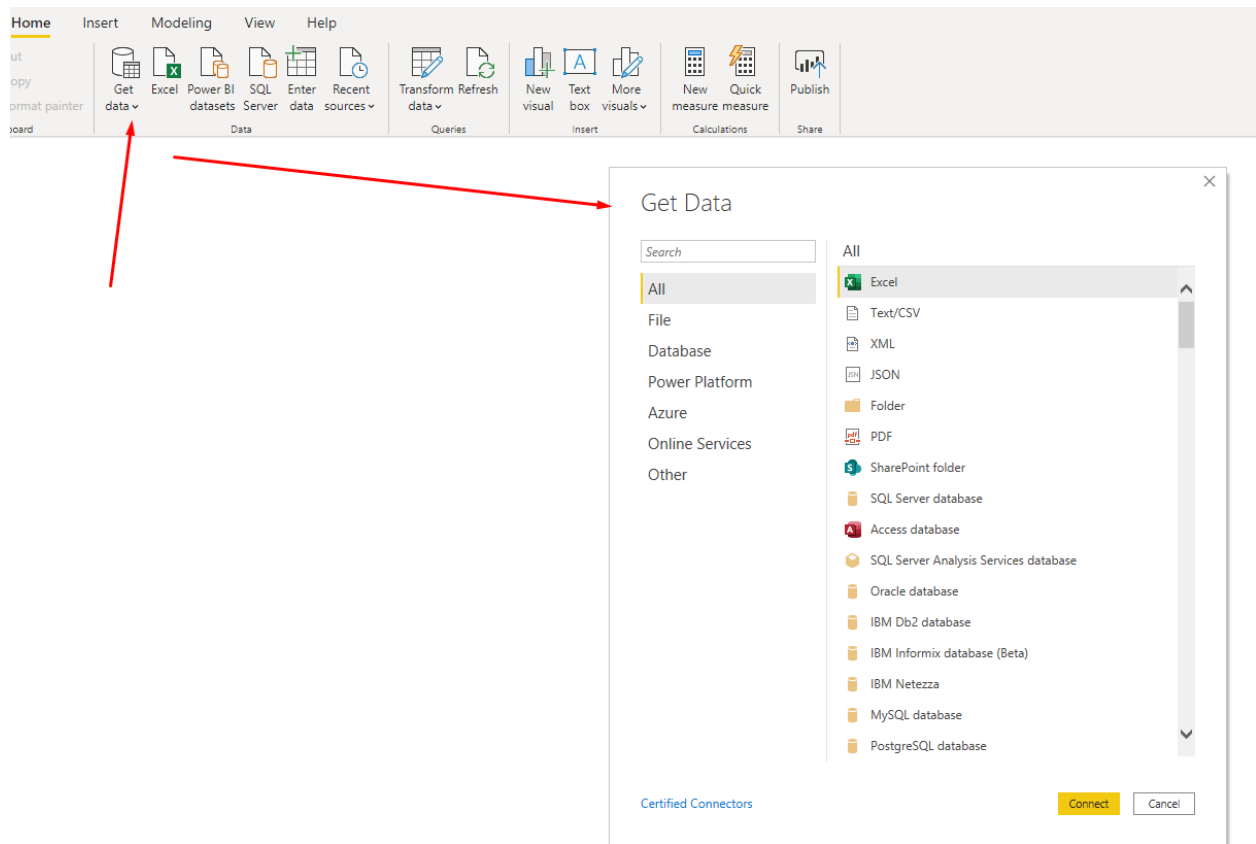 Home Insert Modeling View Help
ut
opy
ormat painter
oard
Get data
Excel
Power BI datasets
SQL Server
Enter data
Recent sources
Data
Transform data
Refresh
Queries
New visual
Text box
More visuals
Insert
New measure
Quick measure
Calculations
Publish
Share
Get Data
Search
All
File
Database
Power Platform
Azure
Online Services
Other
All
Excel
Text/CSV
XML
JSON
Folder
PDF
SharePoint folder
SQL Server database
Access database
SQL Server Analysis Services database
Oracle database
IBM Db2 database
IBM Informix database (Beta)
IBM Netezza
MySQL database
PostgreSQL database
Certified Connectors
Connect
Cancel